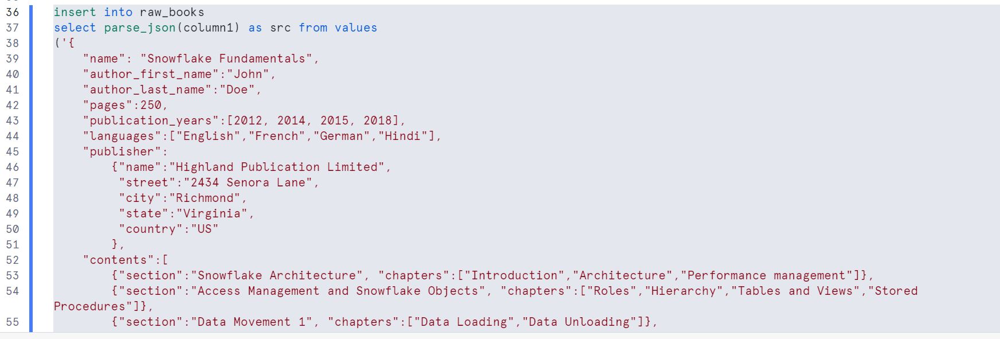 36 insert into raw_books
37 select parse_json(column1) as src from values
38 ('{
39 "name": "Snowflake Fundamentals",
40 "author_first_name":"John",
41 "author_last_name":"Doe",
42 "pages":250,
43 "publication_years":[2012, 2014, 2015, 2018],
44 "languages":["English","French","German","Hindi"],
45 "publisher":
46 {"name":"Highland Publication Limited",
47 "street":"2434 Senora Lane",
48 "city":"Richmond",
49 "state":"Virginia",
50 "country":"US"
51 },
52 "contents":[
53 {"section":"Snowflake Architecture", "chapters":["Introduction","Architecture","Performance management"]},
54 {"section":"Access Management and Snowflake Objects", "chapters":["Roles","Hierarchy","Tables and Views","Stored
Procedures"]},
55 {"section":"Data Movement 1", "chapters":["Data Loading","Data Unloading"]},